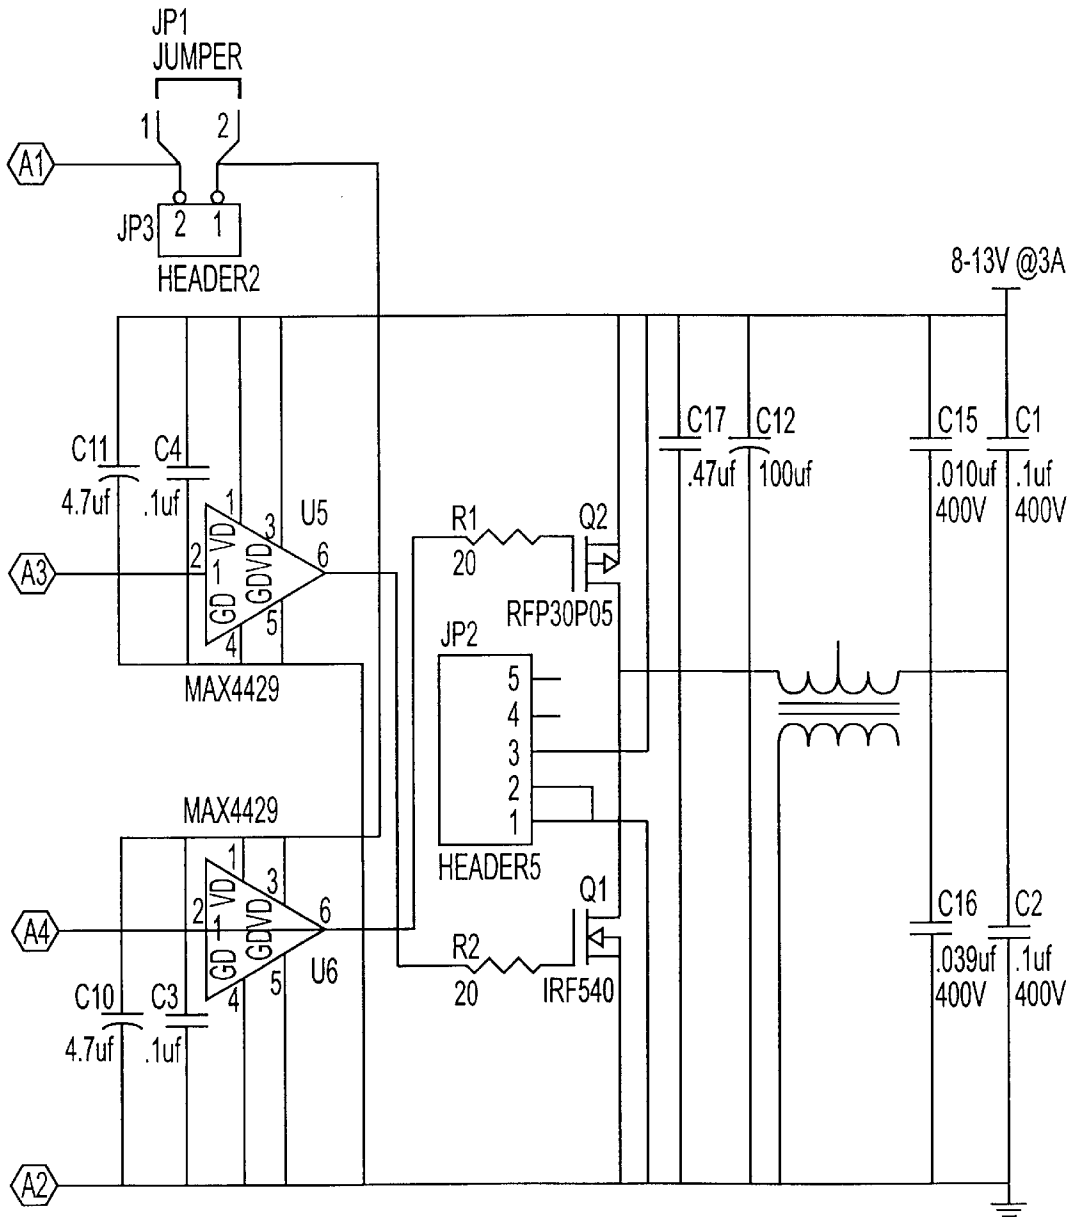 JP1
JUMPER
1
2
A1
JP3
2 1
HEADER2
8-13V @3A
C11
4.7uf
C4
.1uf
C17
.47uf
C12
100uf
C15
.010uf
400V
C1
.1uf
400V
A3
2
1
VD
1
GD
4
3
GDVD
5
6
U5
MAX4429
R1
20
Q2
RFP30P05
JP2
5
4
3
2
1
HEADER5
MAX4429
A4
2
1
VD
1
GD
4
3
GDVD
5
6
U6
C10
4.7uf
C3
.1uf
R2
20
Q1
IRF540
C16
.039uf
400V
C2
.1uf
400V
A2